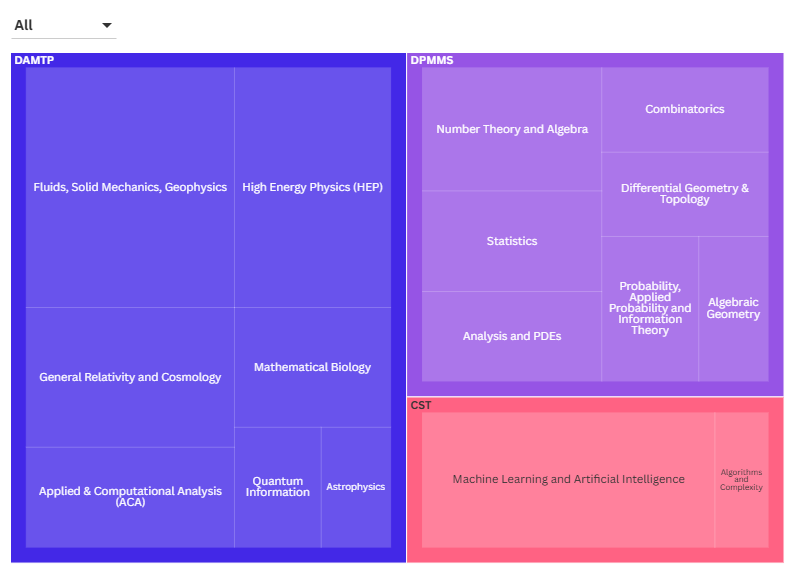 All
DAMTP
Fluids, Solid Mechanics, Geophysics
High Energy Physics (HEP)
General Relativity and Cosmology
Mathematical Biology
Applied & Computational Analysis
(ACA)
Quantum
Information
Astrophysics
DPMMS
Number Theory and Algebra
Combinatorics
Differential Geometry &
Topology
Statistics
Probability,
Applied
Probability and
Information
Theory
Algebraic
Geometry
Analysis and PDEs
CST
Machine Learning and Artificial Intelligence
Algorithms
and
Complexity